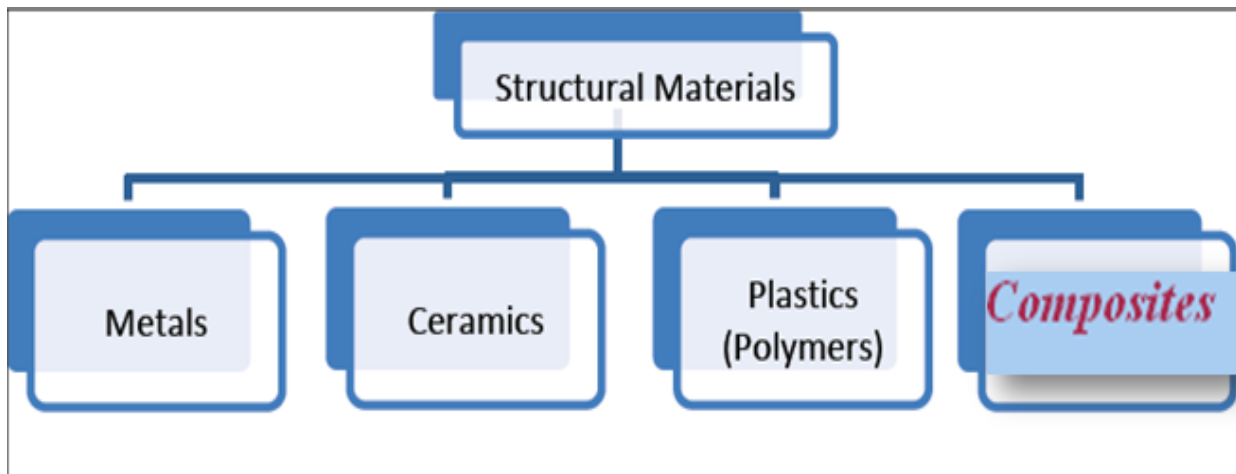 Structural Materials
Metals
Ceramics
Plastics
(Polymers)
Composites